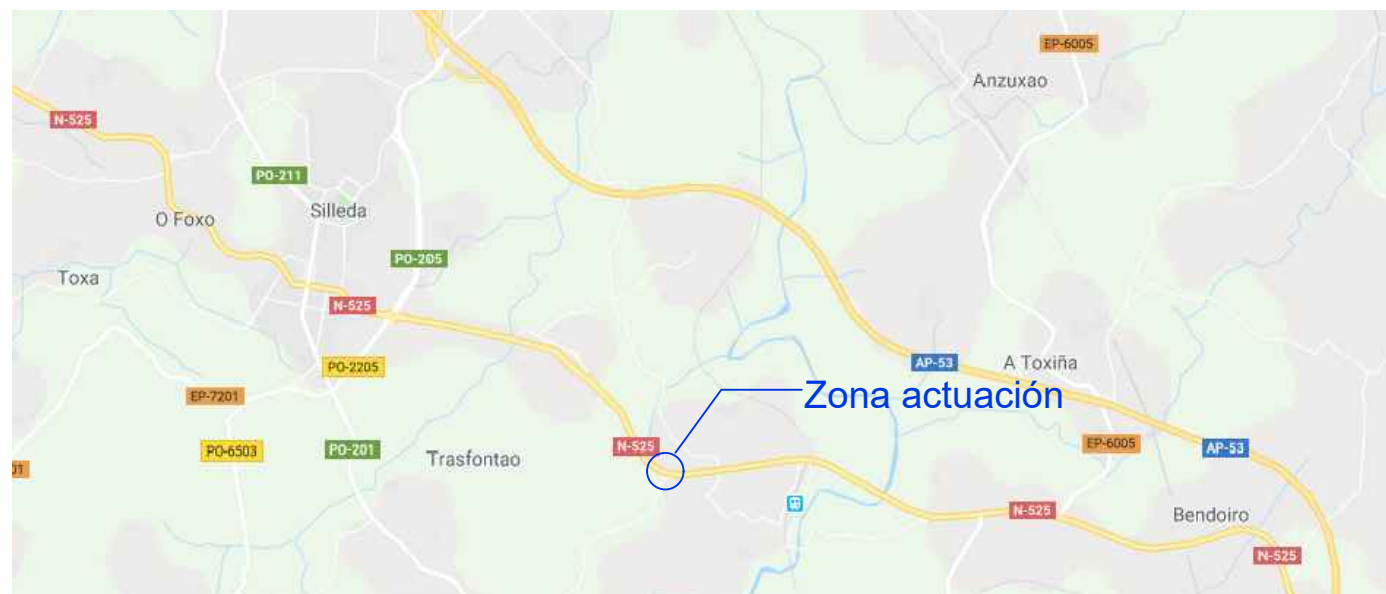 EP-6005
Anzuxao
N-525
PO-211
Silleda
O Foxo
PO-205
Toxa
N-525
PO-2205
AP-53
A Toxiña
EP-7201
Zona actuación
PO-6503
PO-201
Trasfontao
N-525
EP-6005
AP-53
01
N-525
Bendoiro
N-525